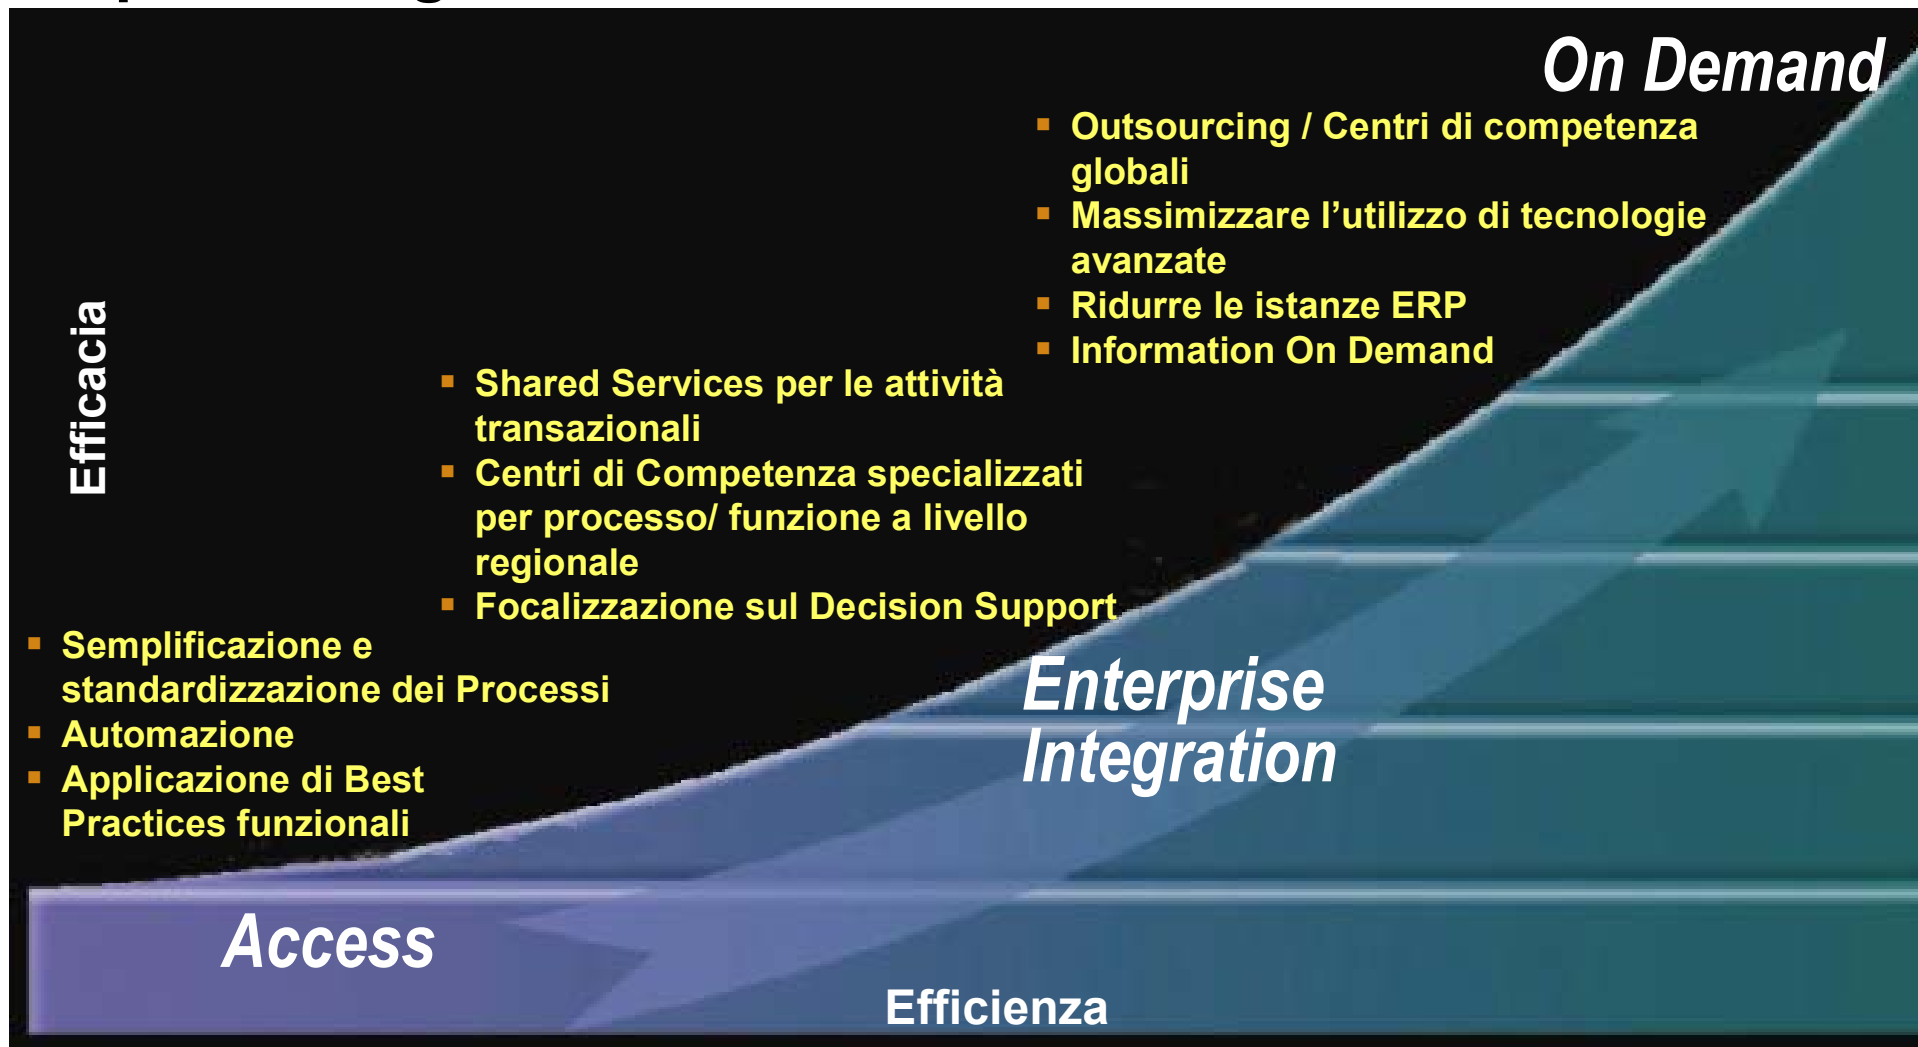 On Demand
▪ Outsourcing / Centri di competenza
globali
▪ Massimizzare l’utilizzo di tecnologie
avanzate
▪ Ridurre le istanze ERP
▪ Information On Demand
Efficacia
▪ Shared Services per le attività
transazionali
▪ Centri di Competenza specializzati
per processo/ funzione a livello
regionale
▪ Focalizzazione sul Decision Support
▪ Semplificazione e
standardizzazione dei Processi
▪ Automazione
▪ Applicazione di Best
Practices funzionali
Enterprise
Integration
Access
Efficienza